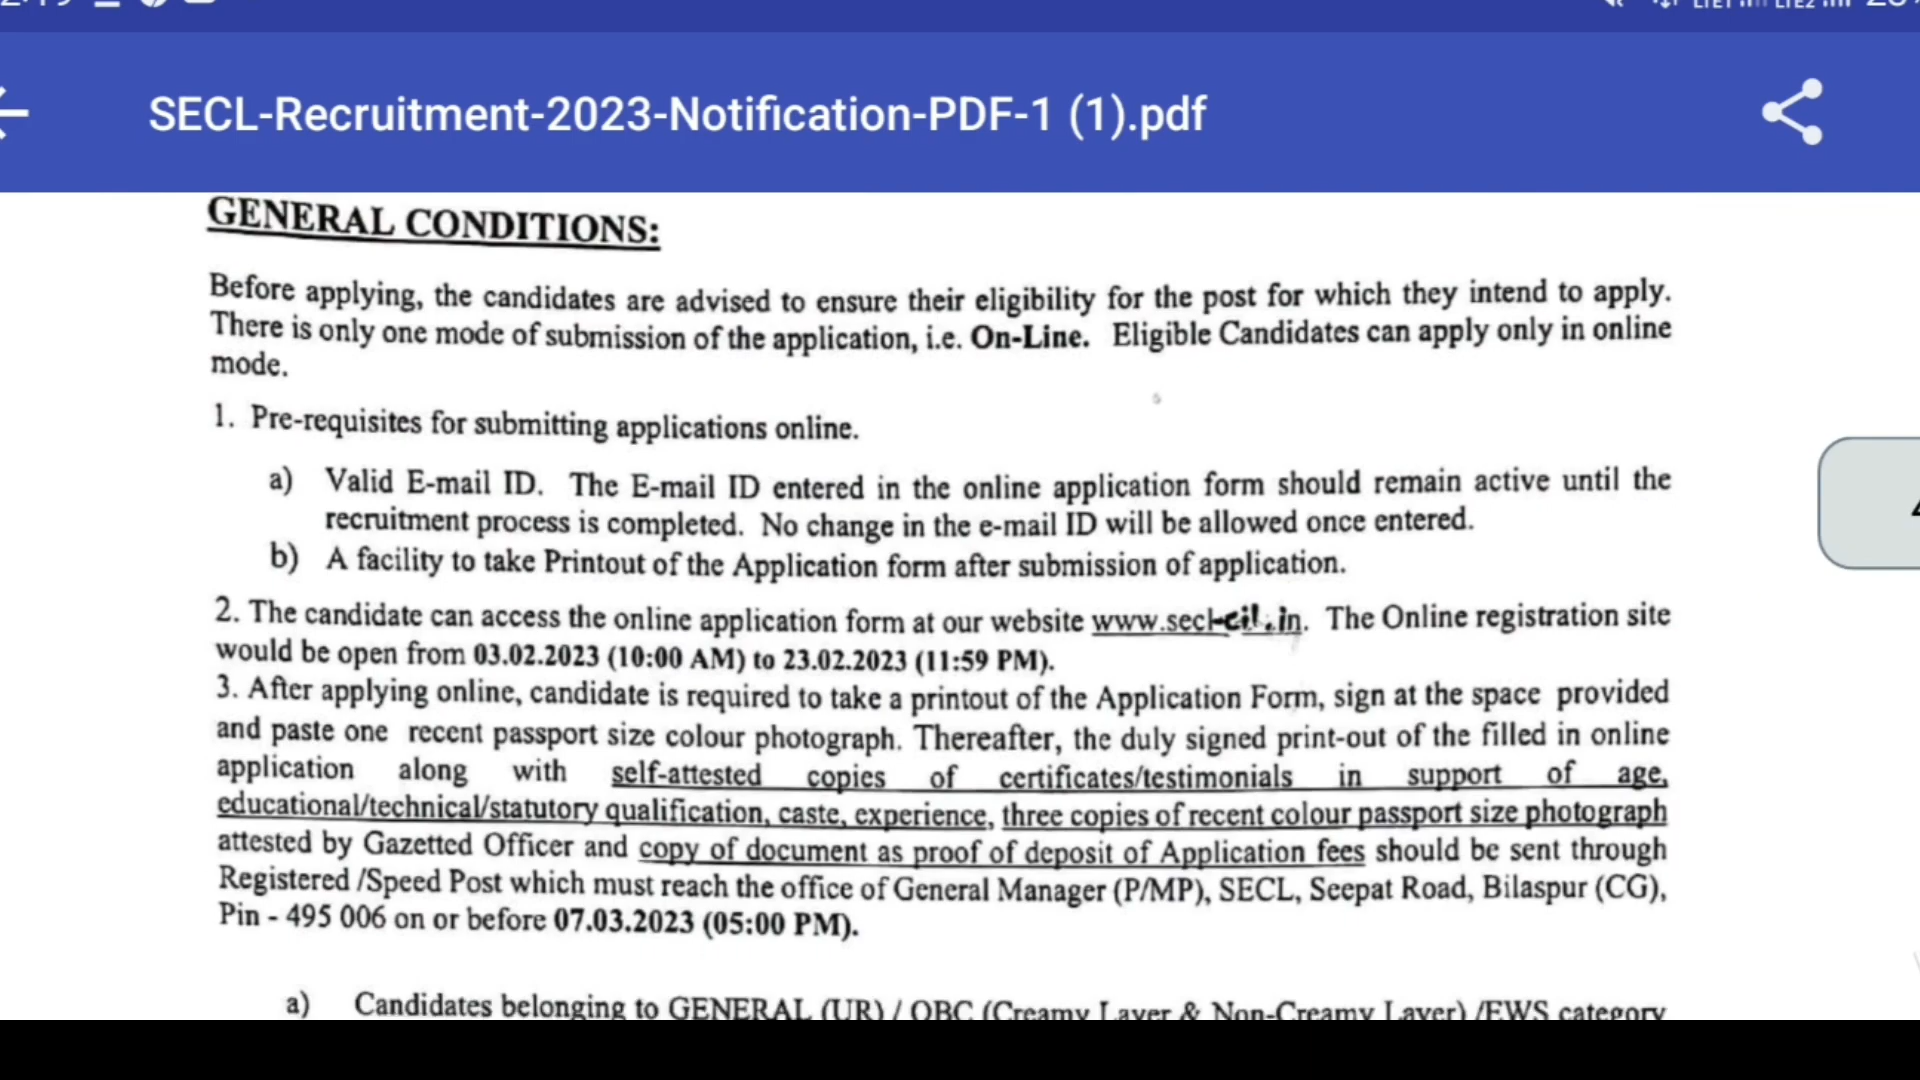 SECL-Recruitment-2023-Notification-PDF-1 (1).pdf
GENERAL CONDITIONS:
Before applying, the candidates are advised to ensure their eligibility for the post for which they intend to apply.
There is only one mode of submission of the application, i.e. On-Line. Eligible Candidates can apply only in online
mode.
1. Pre-requisites for submitting applications online.
a) Valid E-mail ID. The E-mail ID entered in the online application form should remain active until the
recruitment process is completed. No change in the e-mail ID will be allowed once entered.
b) A facility to take Printout of the Application form after submission of application.
2. The candidate can access the online application form at our website www.secl-cil.in. The Online registration site
would be open from 03.02.2023 (10:00 AM) to 23.02.2023 (11:59 PM).
3. After applying online, candidate is required to take a printout of the Application Form, sign at the space provided
and paste one recent passport size colour photograph. Thereafter, the duly signed print-out of the filled in online
application along with self-attested copies of certificates/testimonials in support of age,
educational/technical/statutory qualification, caste, experience, three copies of recent colour passport size photograph
attested by Gazetted Officer and copy of document as proof of deposit of Application fees should be sent through
Registered /Speed Post which must reach the office of General Manager (P/MP), SECL, Seepat Road, Bilaspur (CG),
Pin - 495 006 on or before 07.03.2023 (05:00 PM).
a) Candidates belonging to GENERAL (UR) / OBC (Creamy Layer & Non-Creamy Layer) /EWS category